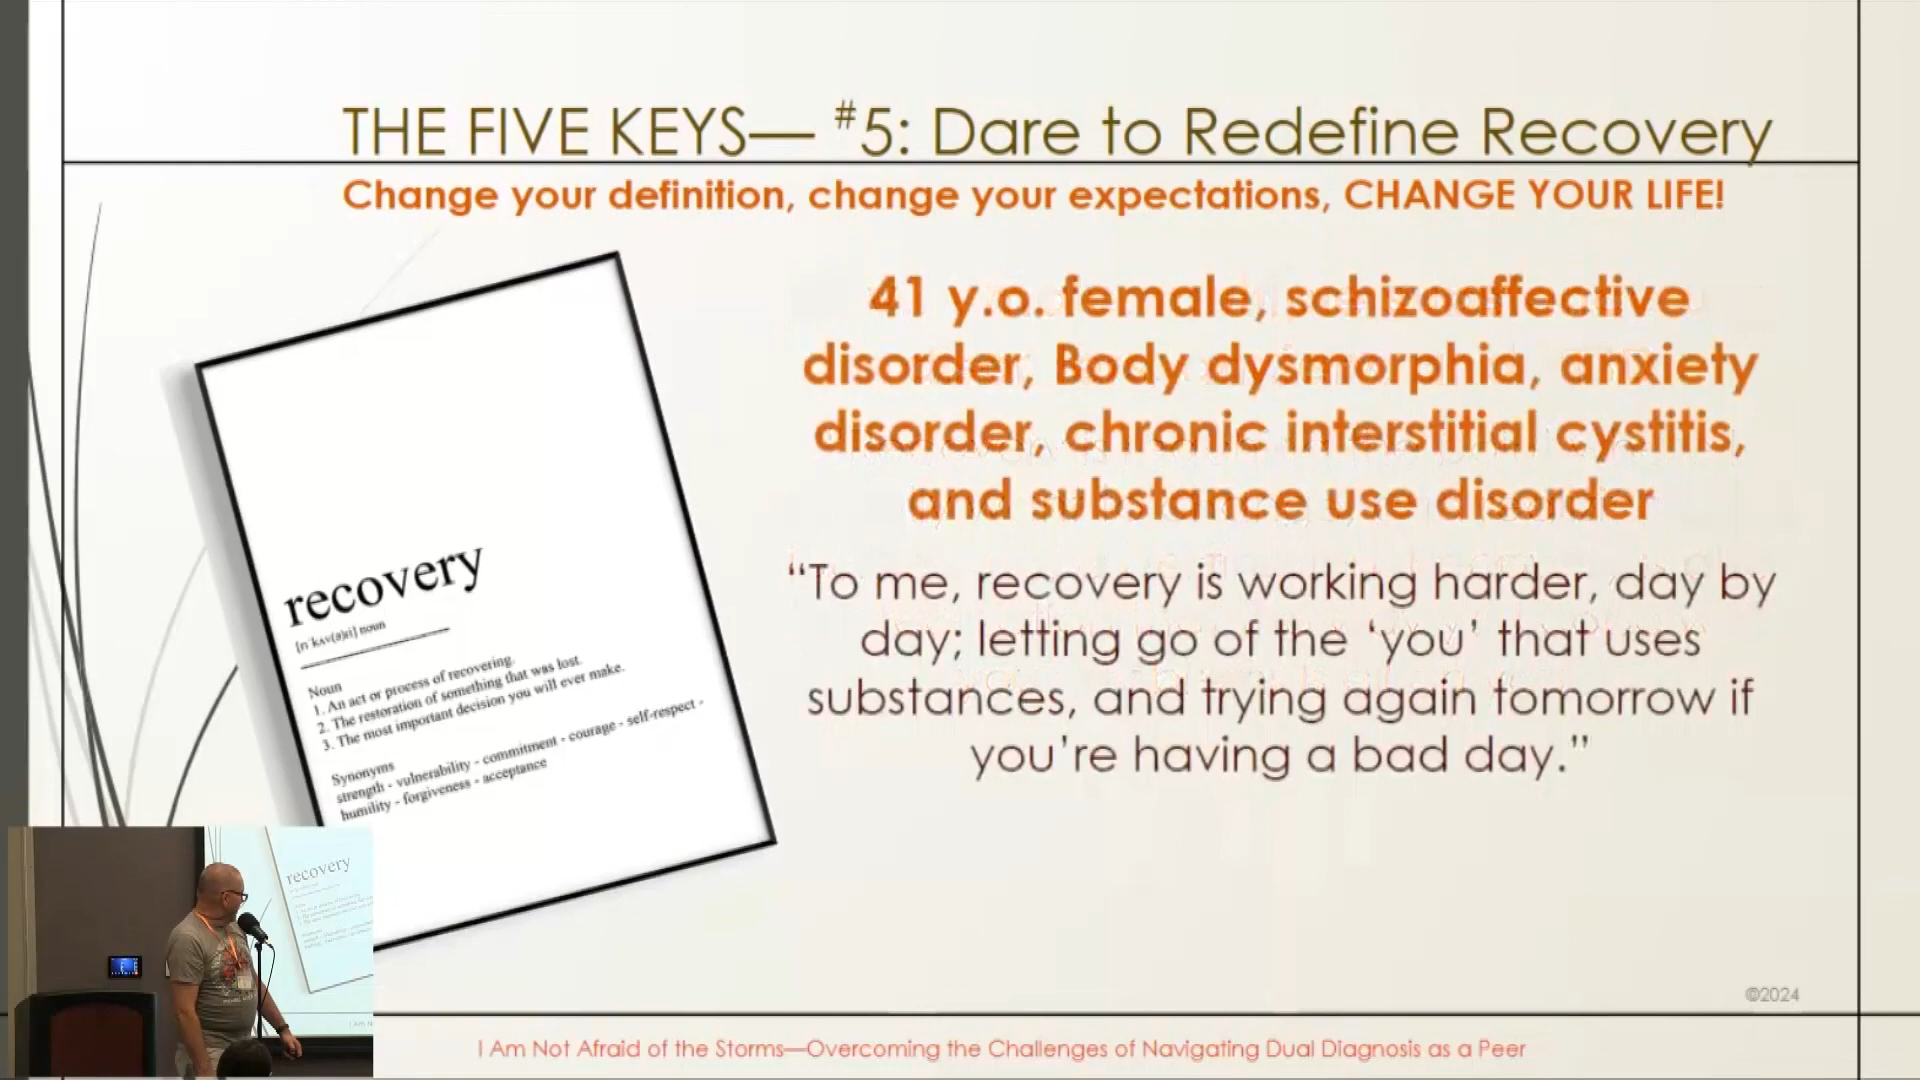 THE FIVE KEYS— #5: Dare to Redefine Recovery
Change your definition, change your expectations, CHANGE YOUR LIFE!
41 y.o. female, schizoaffective
disorder, Body dysmorphia, anxiety
disorder, chronic interstitial cystitis,
and substance use disorder
“To me, recovery is working harder, day by
day; letting go of the ‘you’ that uses
substances, and trying again tomorrow if
you’re having a bad day.”
recovery
noun
Noun
1. An act or process of recovering.
2. The restoration of something that was lost.
3. The most important decision you will ever make.
Synonyms
strength - vulnerability - commitment - courage - self-respect -
humility - forgiveness - acceptance
recovery
©2024
I Am Not Afraid of the Storms—Overcoming the Challenges of Navigating Dual Diagnosis as a Peer